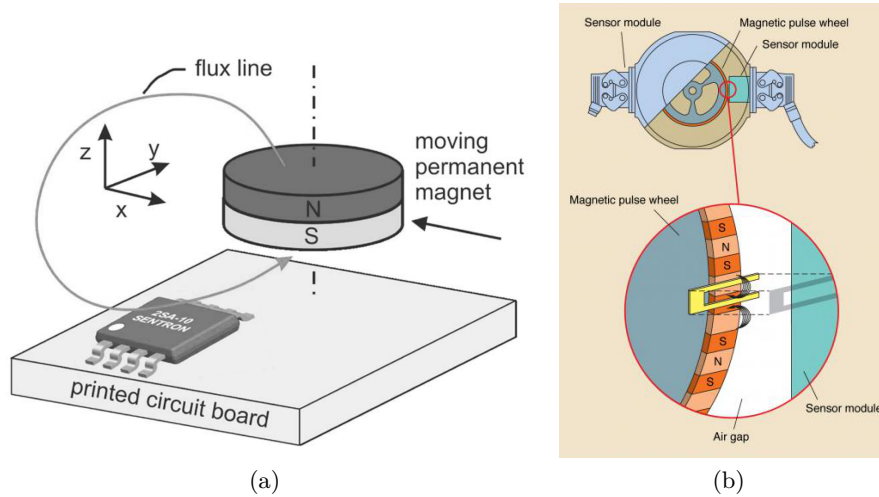 flux line
z
y
x
moving
permanent
magnet
N
S
2SA-10
SENTRON
printed circuit board
(a)
Sensor module
Magnetic pulse wheel
Sensor module
Magnetic pulse wheel
S
N
S
S
N
S
Sensor module
Air gap
(b)